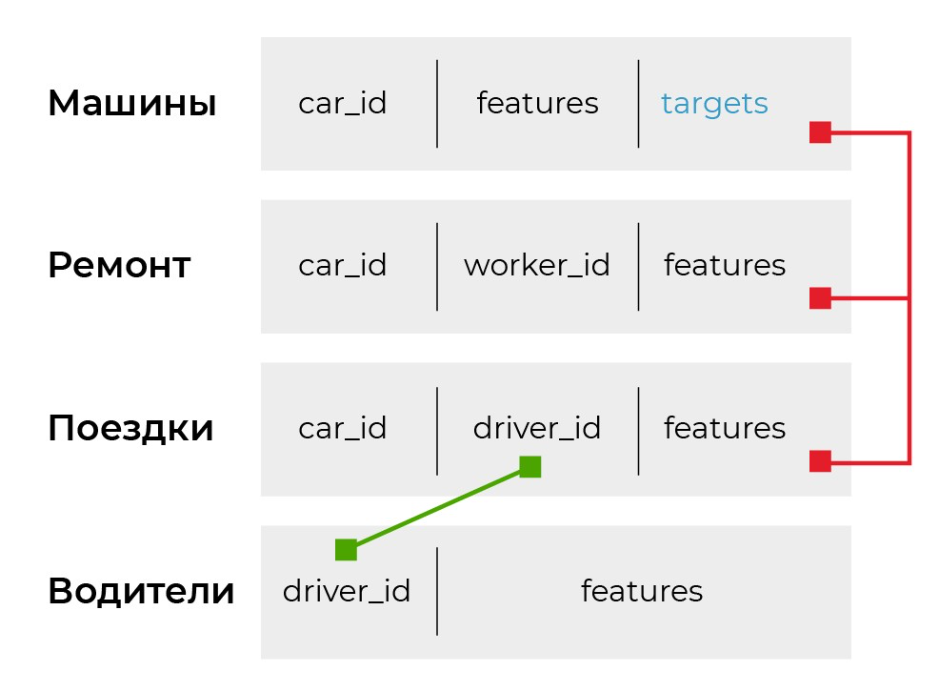 Машины car_id features targets
Ремонт car_id worker_id features
Поездки car_id driver_id features
Водители driver_id features